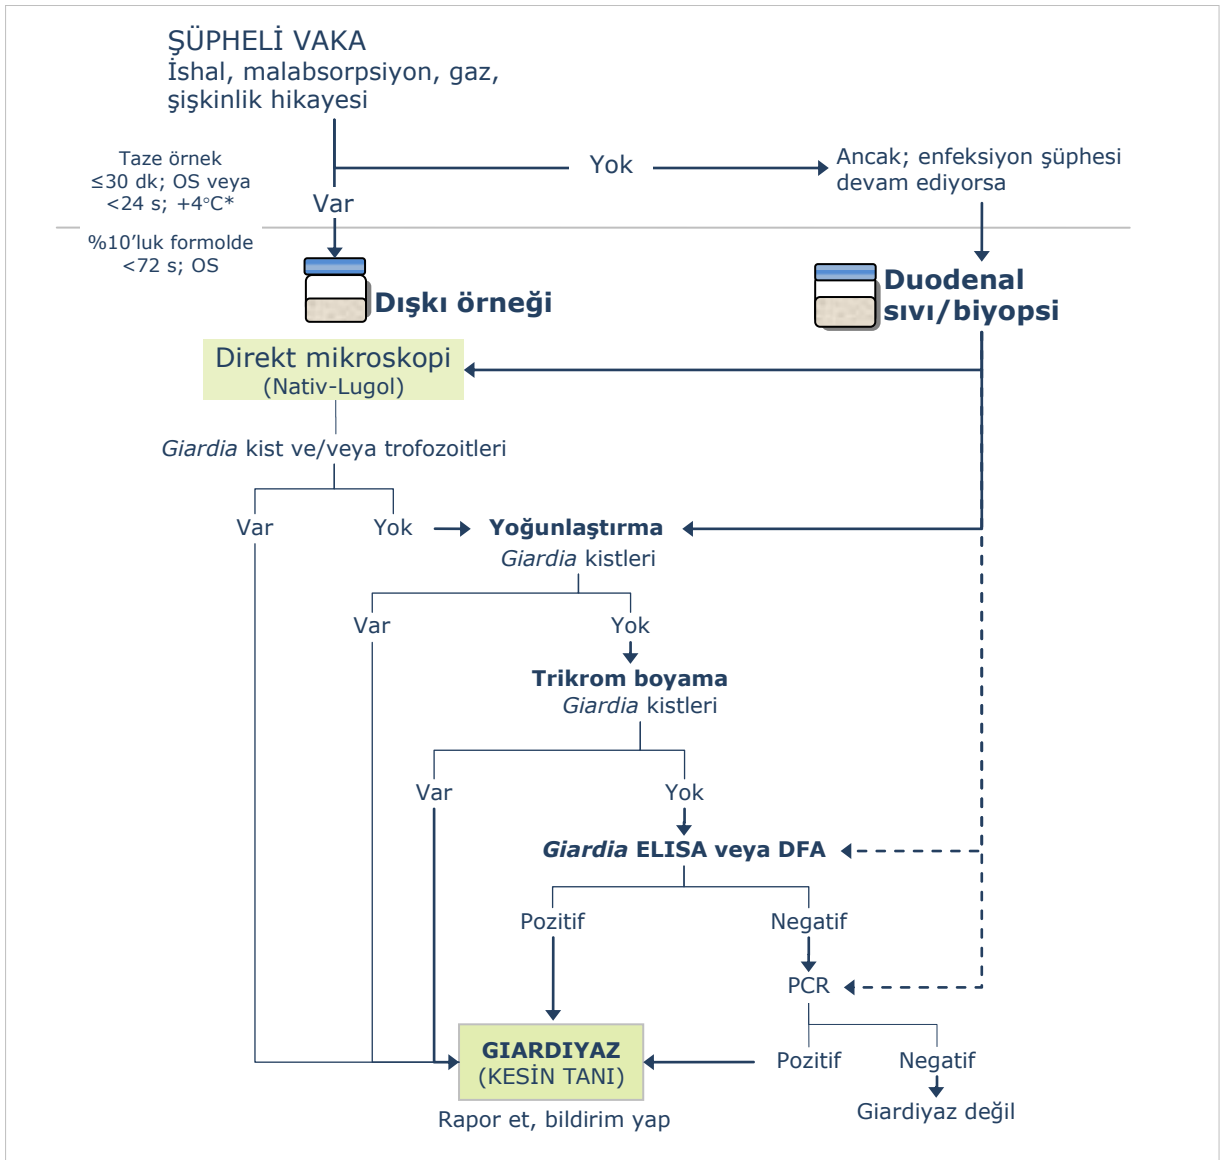 ŞÜPHELİ VAKA
İshal, malabsorpsiyon, gaz,
şişkinlik hikayesi
Taze örnek
≤30 dk; OS veya
<24 s; +4°C*
%10’luk formolde
<72 s; OS
Var
Yok
Ancak; enfeksiyon şüphesi
devam ediyorsa
Dışkı örneği
Duodenal
sıvı/biyopsi
Direkt mikroskopi
(Nativ-Lugol)
Giardia kist ve/veya trofozoitleri
Var
Yok
Yoğunlaştırma
Giardia kistleri
Var
Yok
Trikrom boyama
Giardia kistleri
Var
Yok
Giardia ELISA veya DFA
Pozitif
Negatif
PCR
Pozitif
Negatif
GIARDIYAZ
(KESİN TANI)
Rapor et, bildirim yap
Giardiyaz değil